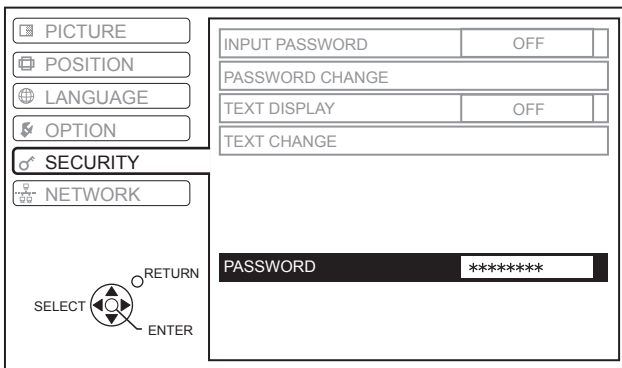 PICTURE
POSITION
LANGUAGE
OPTION
SECURITY
NETWORK
RETURN
SELECT
ENTER
INPUT PASSWORD OFF
PASSWORD CHANGE
TEXT DISPLAY OFF
TEXT CHANGE
PASSWORD ********